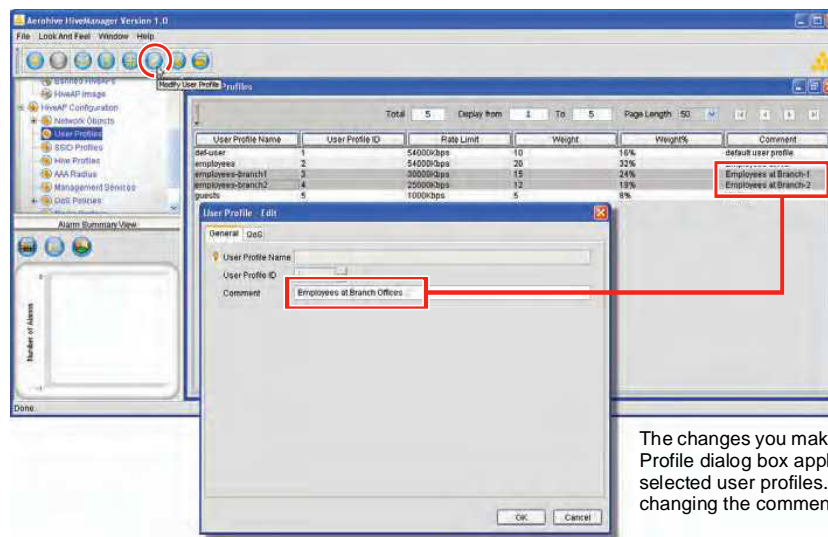 Aerohive HiveManager Version 1.0
File Look And Feel Window Help
Modify User Profile
Profiles
HiveAP Image
HiveAP Configuration
Network Objects
User Profiles
SSID Profiles
Hive Profiles
AAA Radius
Management Services
QoS Policies
Total 5 Display from 1 To 5 Page Length 50
User Profile Name User Profile ID Rate Limit Weight Weight% Comment
def-user 1 54000Kbps 10 16% default user profile
employees 2 54000Kbps 20 32%
employees-branch1 3 30000Kbps 15 24% Employees at Branch-1
employees-branch2 4 25000Kbps 12 19% Employees at Branch-2
guests 5 1000Kbps 5 8%
Alarm Summary View
Number of Alarms
0
-1
Done
User Profile - Edit
General QoS
User Profile Name
User Profile ID
Comment Employees at Branch Offices
OK Cancel
The changes you mak
Profile dialog box appl
selected user profiles.
changing the commen